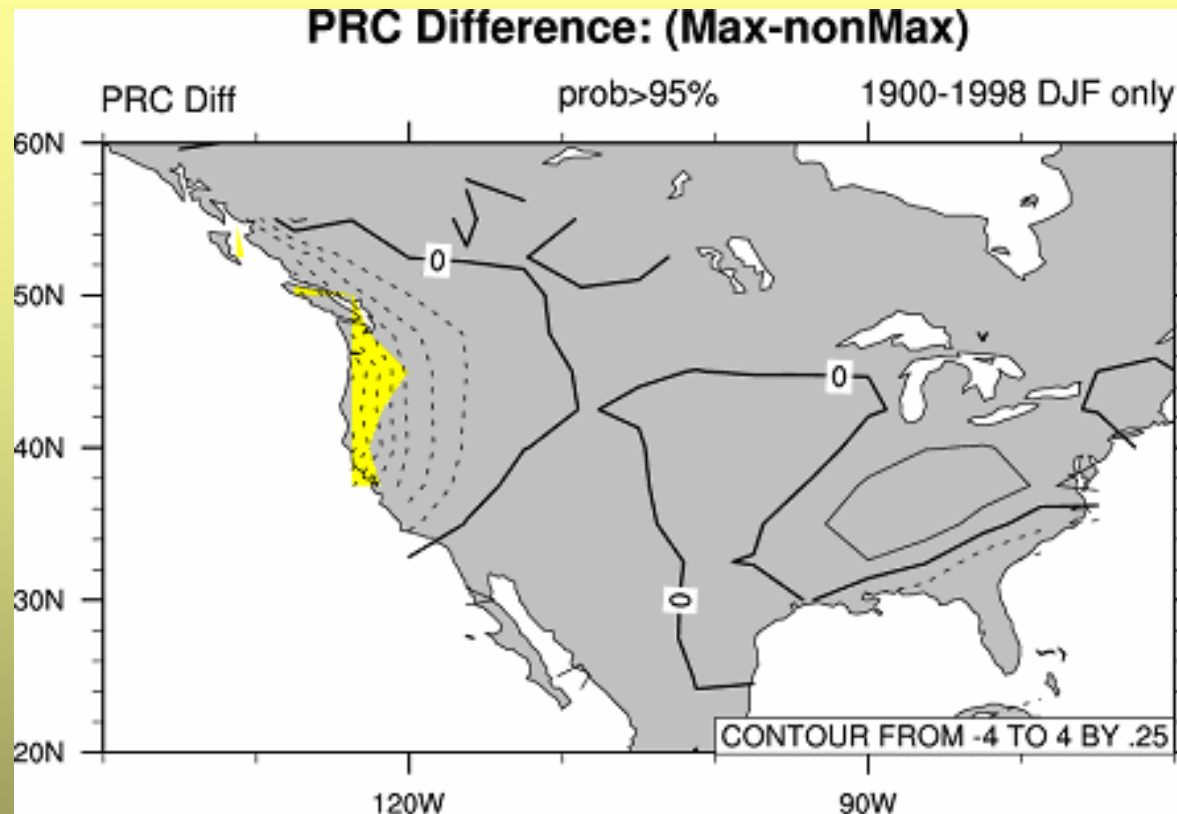 PRC Difference: (Max-nonMax)
PRC Diff prob>95% 1900-1998 DJF only
60N
50N
40N
30N
20N
0
0
0
CONTOUR FROM -4 TO 4 BY .25
120W 90W